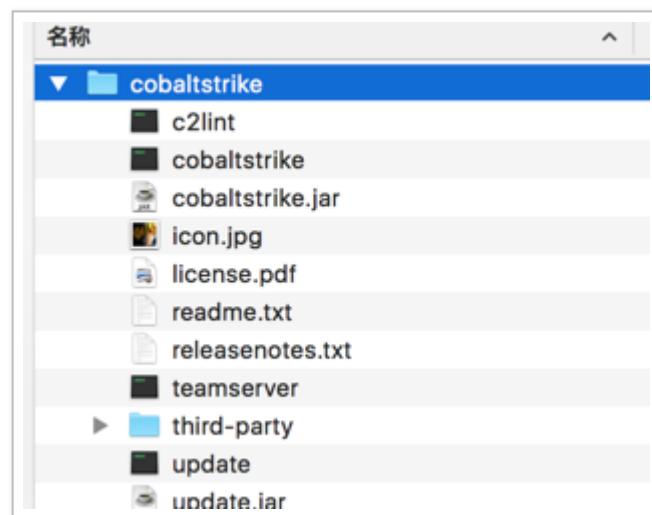 名称
cobaltstrike
c2lint
cobaltstrike
cobaltstrike.jar
icon.jpg
license.pdf
readme.txt
releasenotes.txt
teamserver
third-party
update
update.jar